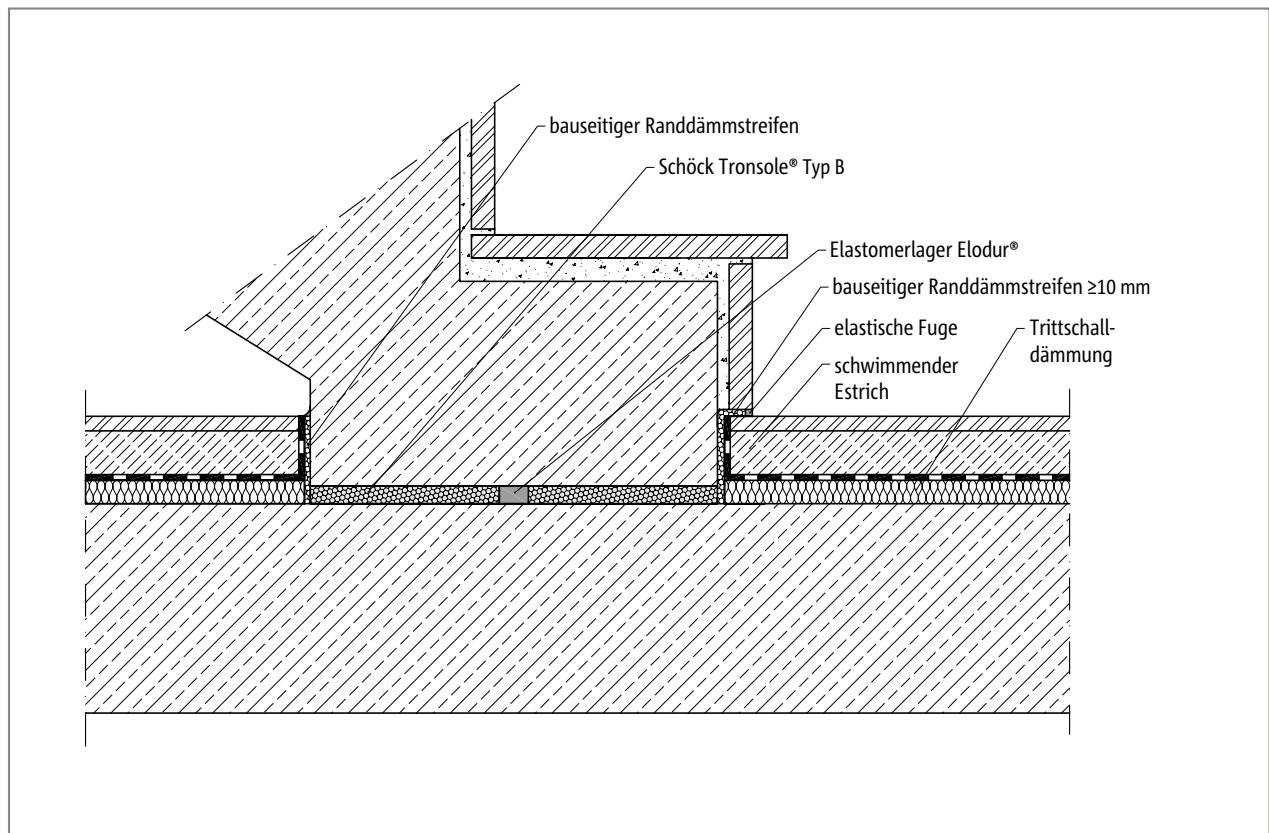 bauseitiger Randdämmstreifen
Schöck Tronsole® Typ B
Elastomerlager Elodur®
bauseitiger Randdämmstreifen ≥10 mm
elastische Fuge
schwimmender
Estrich
Trittschall-
dämmung